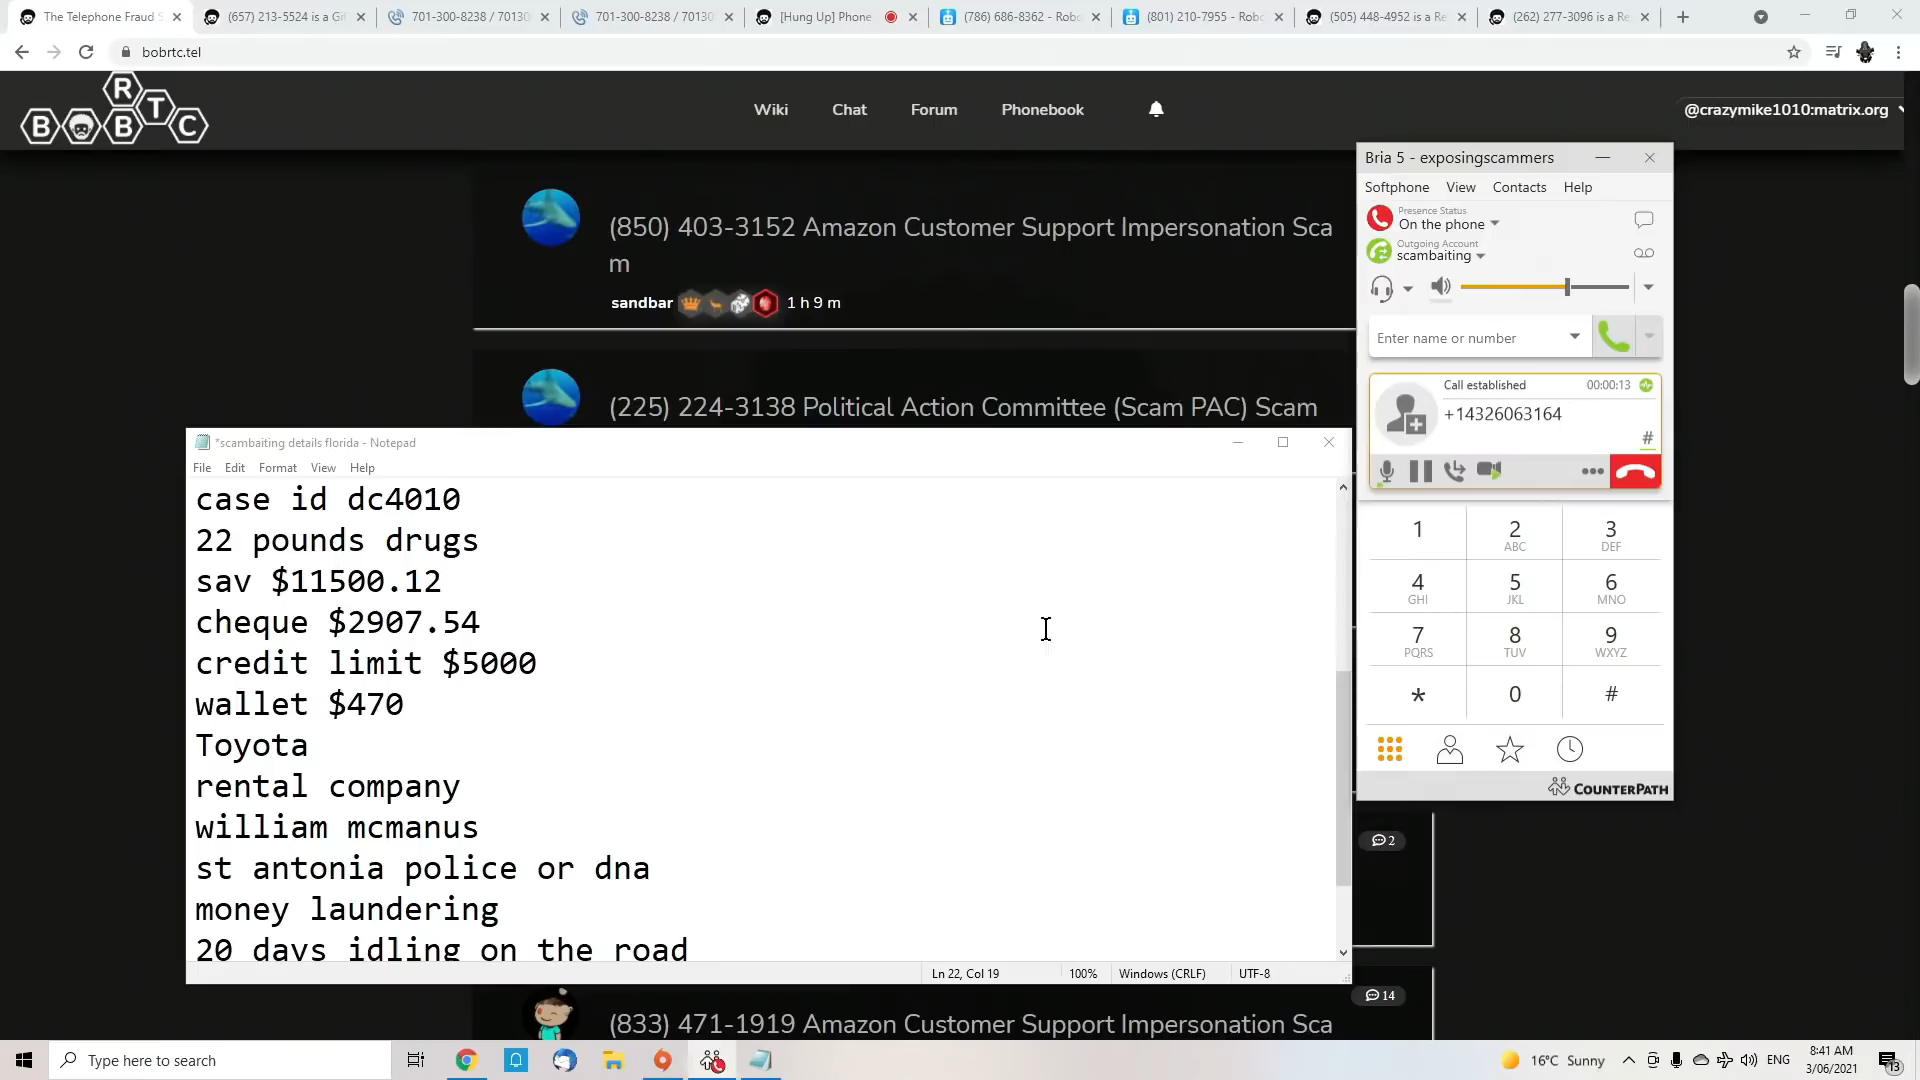 The Telephone Fraud S
(657) 213-5524 is a Gi
701-300-8238 / 70130
701-300-8238 / 70130
[Hung Up] Phone
(786) 686-8362 - Robo
(801) 210-7955 - Robo
(505) 448-4952 is a Re
(262) 277-3096 is a Re
bobrtc.tel
BOBRTC
Wiki
Chat
Forum
Phonebook
@crazymike1010:matrix.org
(850) 403-3152 Amazon Customer Support Impersonation Sca
m
sandbar
1 h 9 m
(225) 224-3138 Political Action Committee (Scam PAC) Scam
Bria 5 - exposingscammers
Softphone View Contacts Help
Presence Status
On the phone
Outgoing Account
scambaiting
Enter name or number
Call established 00:00:13
+14326063164
#
1
2 ABC
3 DEF
4 GHI
5 JKL
6 MNO
7 PQRS
8 TUV
9 WXYZ
*
0
#
COUNTERPATH
*scambaiting details florida - Notepad
File Edit Format View Help
case id dc4010
22 pounds drugs
sav $11500.12
cheque $2907.54
credit limit $5000
wallet $470
Toyota
rental company
william mcmanus
st antonia police or dna
money laundering
20 days idling on the road
Ln 22, Col 19
100%
Windows (CRLF)
UTF-8
2
14
(833) 471-1919 Amazon Customer Support Impersonation Sca
Type here to search
16°C Sunny
ENG
8:41 AM
3/06/2021
13